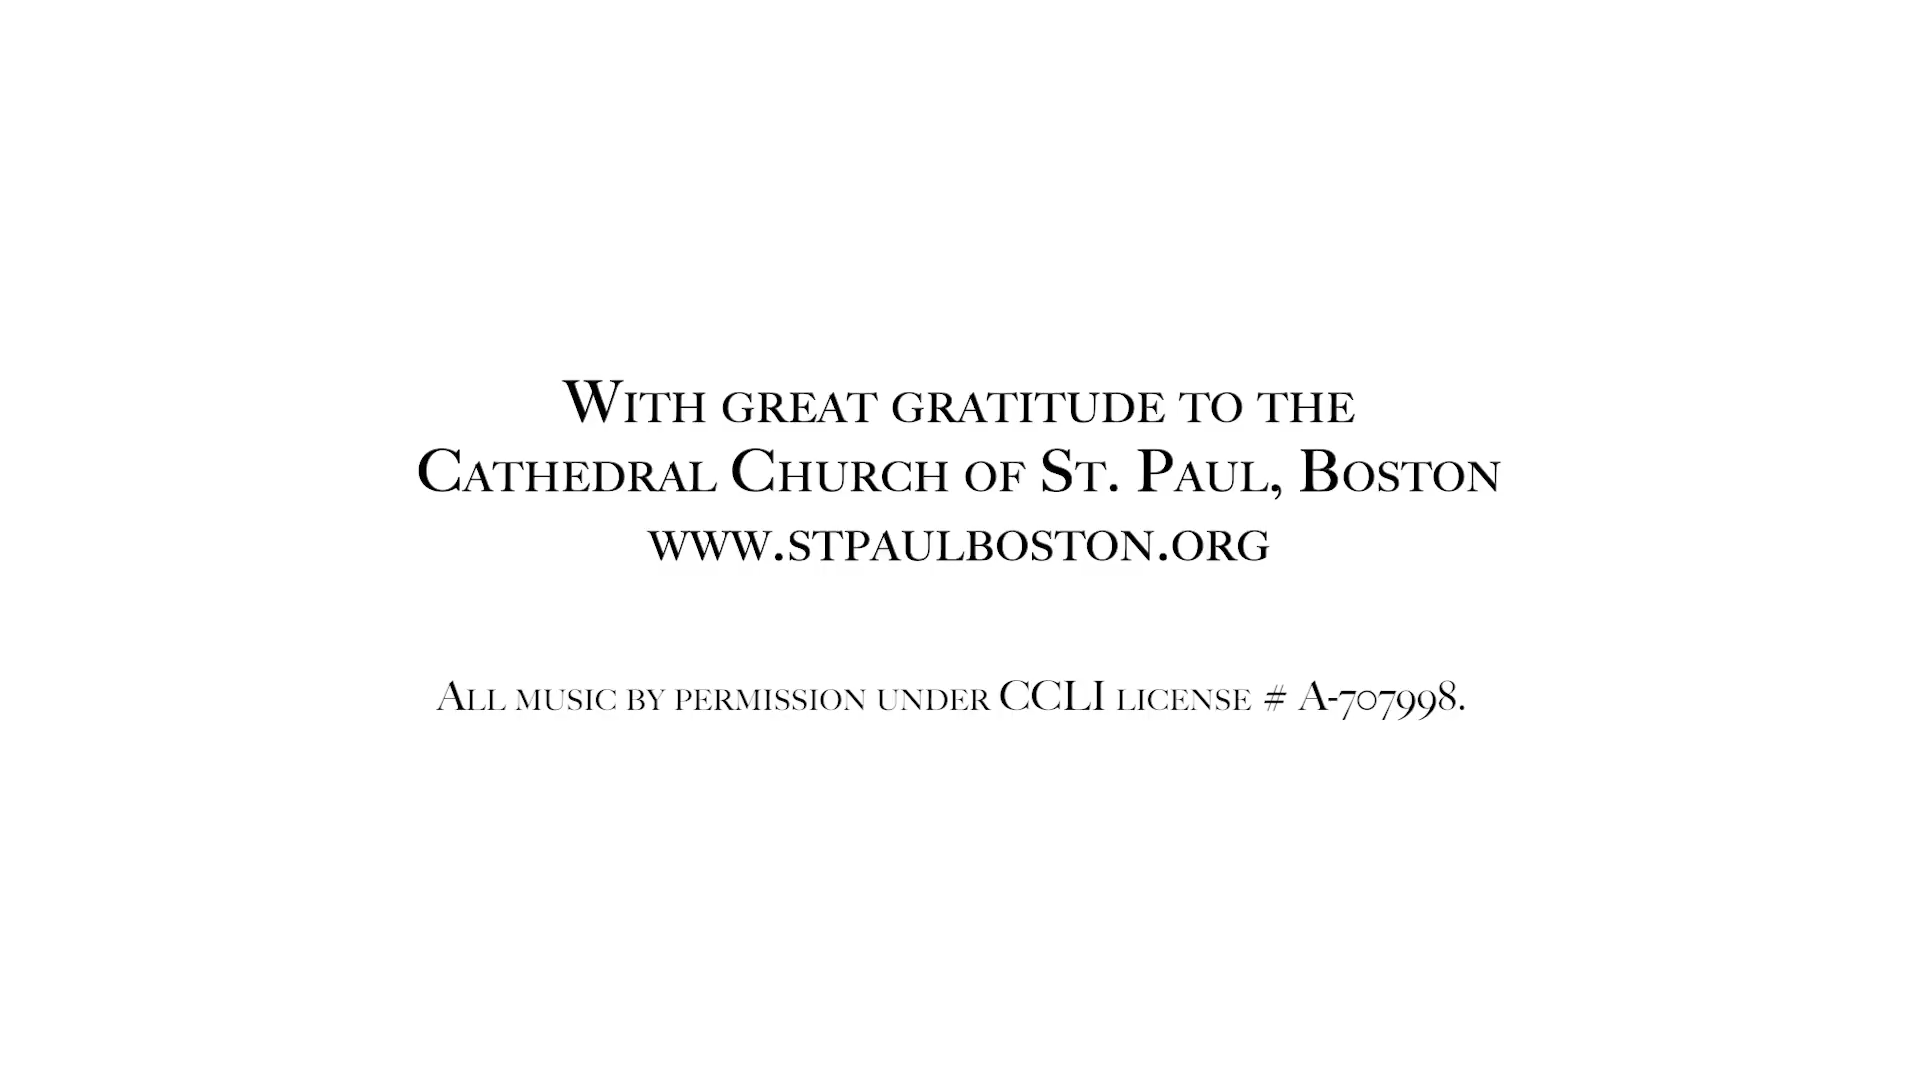 With great gratitude to the
Cathedral Church of St. Paul, Boston
www.stpaulboston.org
All music by permission under CCLI license # A-707998.